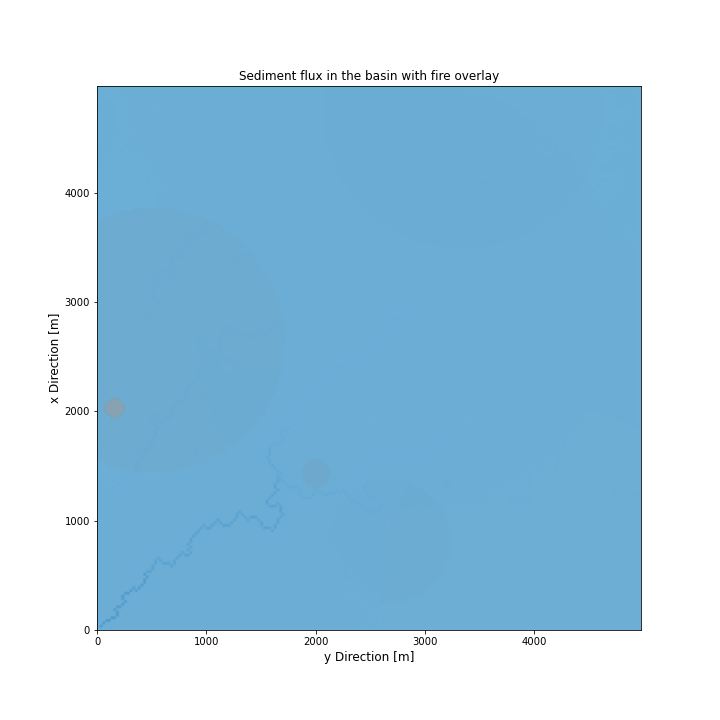 Sediment flux in the basin with fire overlay
4000
3000
2000
1000
0
x Direction [m]
0 1000 2000 3000 4000
y Direction [m]